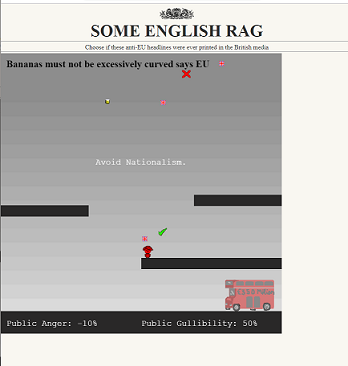 SOME ENGLISH RAG
Choose if these anti-EU headlines were ever printed in the British media
Bananas must not be excessively curved says EU
Avoid Nationalism.
Public Anger: -10%
Public Gullibility: 50%